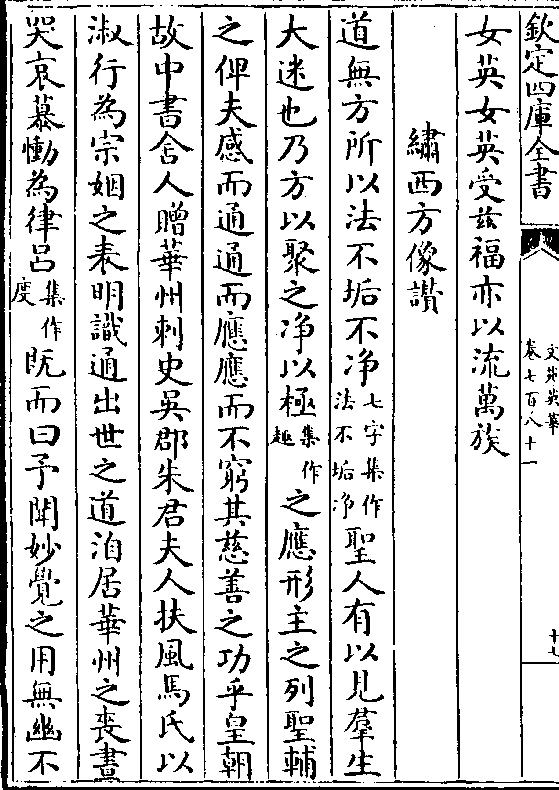 欽定四庫全書
文苑英華
卷七百八十一
十七
女英女英受兹福亦以流萬族
繡西方像讃
道無方所以法不垢不净七字集作法不垢净聖人有以見羣生
大迷也乃方以聚之净以極集作趣之應形主之列聖輔
之俾夫感而通通而應應而不窮其慈善之功乎皇朝
故中書舍人贈華州刺史吳郡朱君夫人扶風馬氏以
淑行為宗姻之表明識通出世之道洎居華州之喪晝
哭哀慕慟為律吕集作度既而曰予聞妙覺之用無幽不